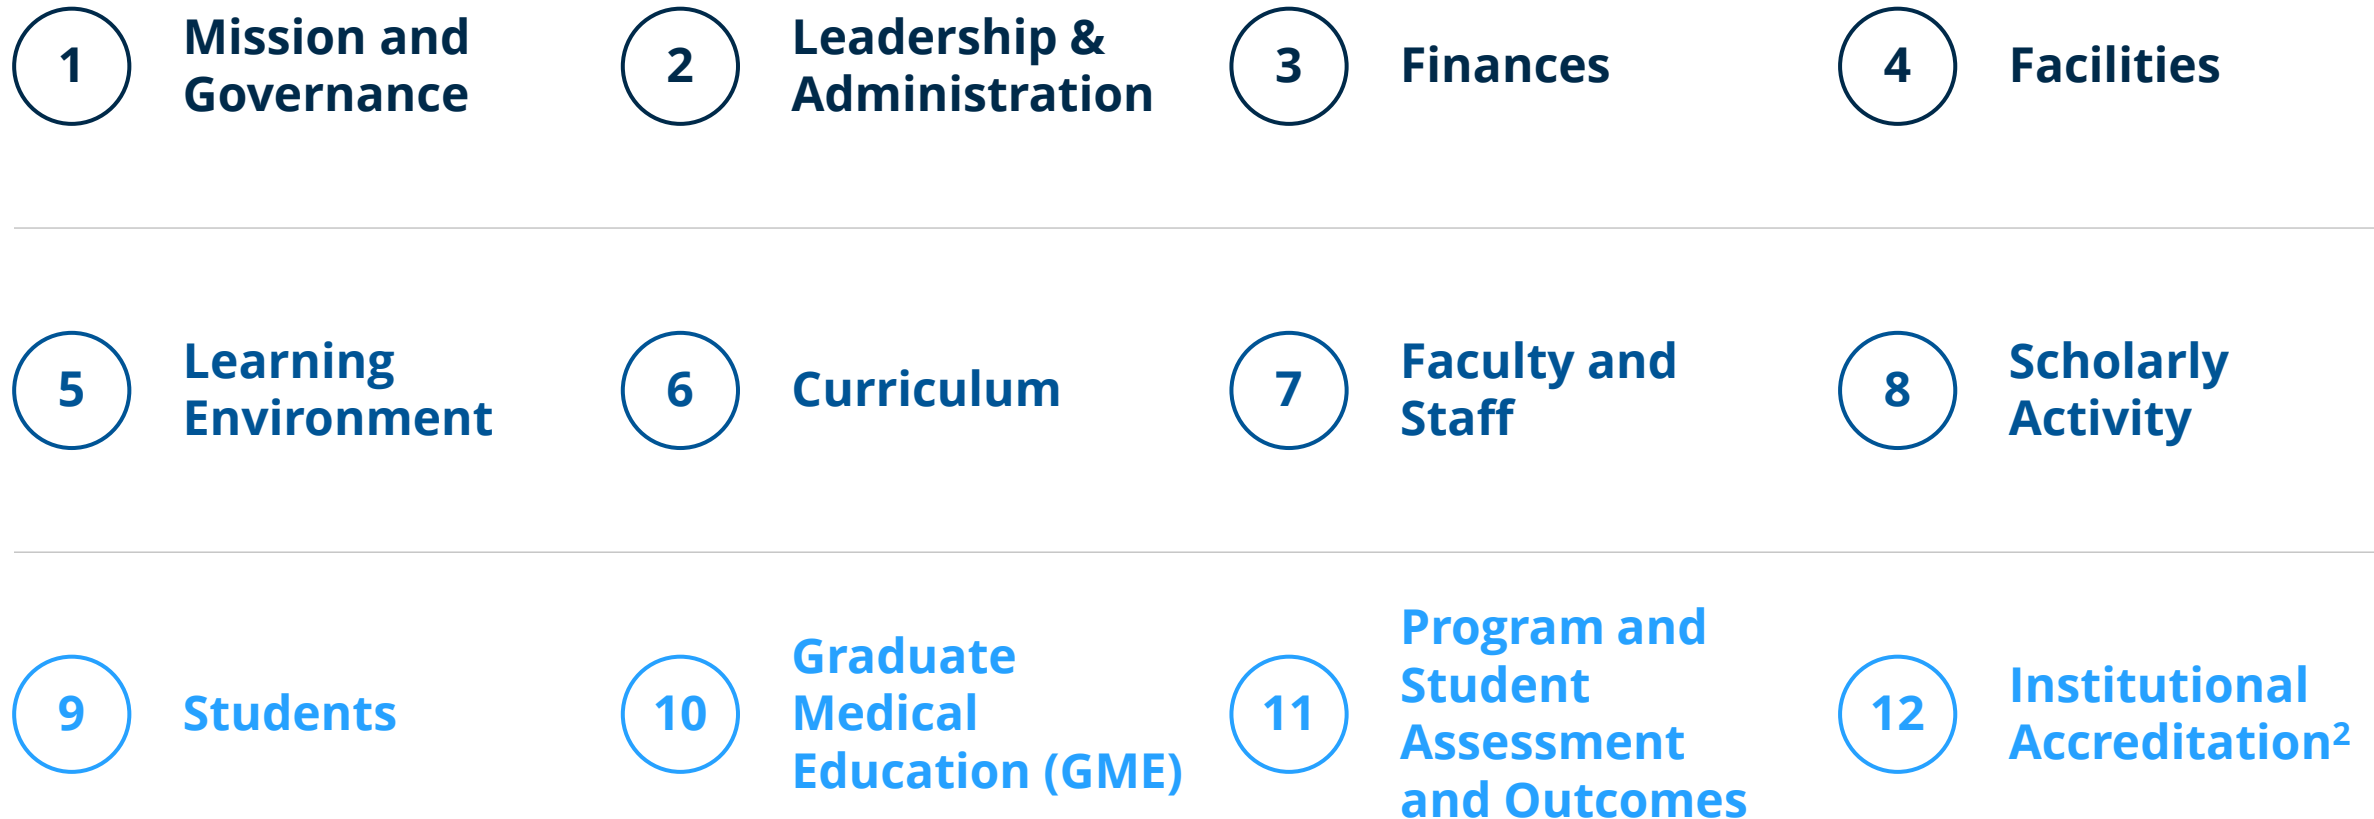 1
Mission and
Governance
2
Leadership &
Administration
3
Finances
4
Facilities
5
Learning
Environment
6
Curriculum
7
Faculty and
Staff
8
Scholarly
Activity
9
Students
10
Graduate
Medical
Education (GME)
11
Program and
Student
Assessment
and Outcomes
12
Institutional
Accreditation²